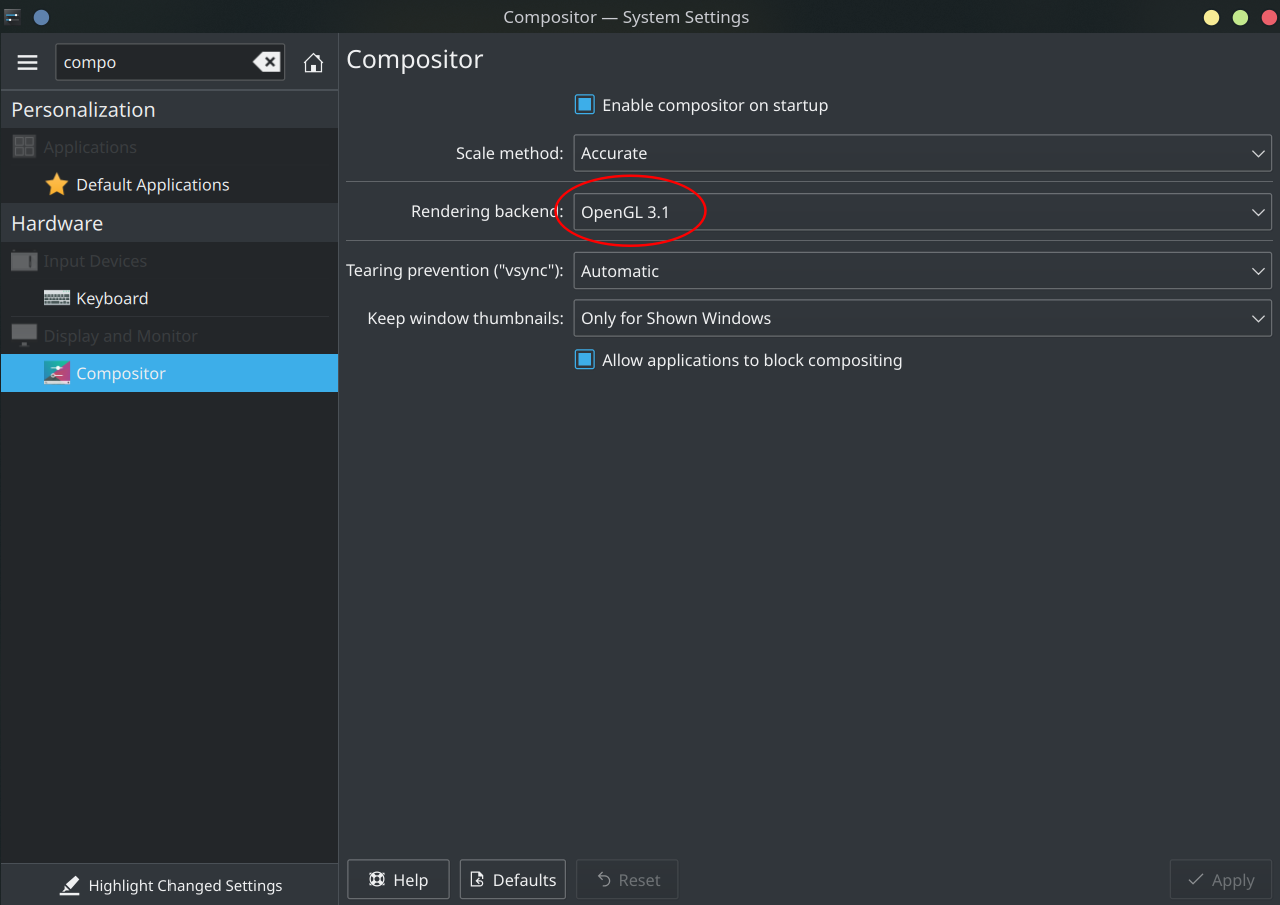 Compositor — System Settings
compo
Personalization
Applications
Default Applications
Hardware
Input Devices
Keyboard
Display and Monitor
Compositor
Highlight Changed Settings
Compositor
Enable compositor on startup
Scale method: Accurate
Rendering backend: OpenGL 3.1
Tearing prevention ("vsync"): Automatic
Keep window thumbnails: Only for Shown Windows
Allow applications to block compositing
Help Defaults Reset Apply